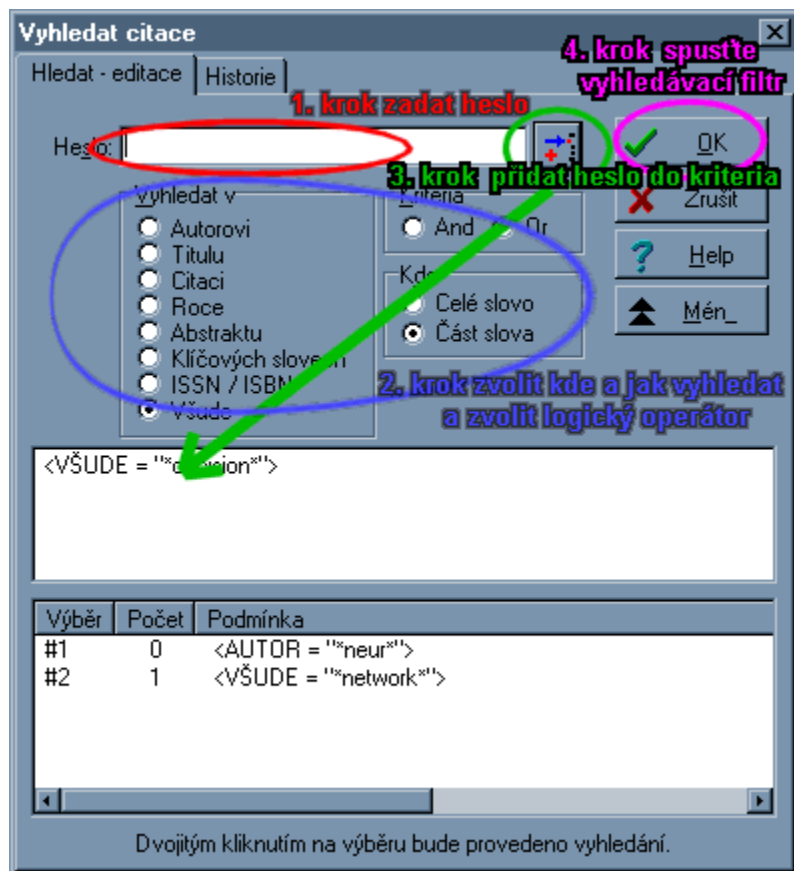 Vyhledat citace
4. krok spusťte
vyhledávací filtr
Hledat - editace
Historie
1. krok zadat heslo
Heslo:
OK
3. krok přidat heslo do kriteria
Zrušit
Vyhledat v
Autorovi
Titulu
Citaci
Roce
Abstraktu
Klíčových slovech
ISSN / ISBN
Všude
Kriteria
And
Or
Kde
Celé slovo
Část slova
Help
Mén_
2. krok zvolit kde a jak vyhledat
a zvolit logický operátor
<VŠUDE =
Výběr Počet Podmínka
#1 0 <AUTOR = "*neur*">
#2 1 <VŠUDE = "*network*">
Dvojitým kliknutím na výběru bude provedeno vyhledání.